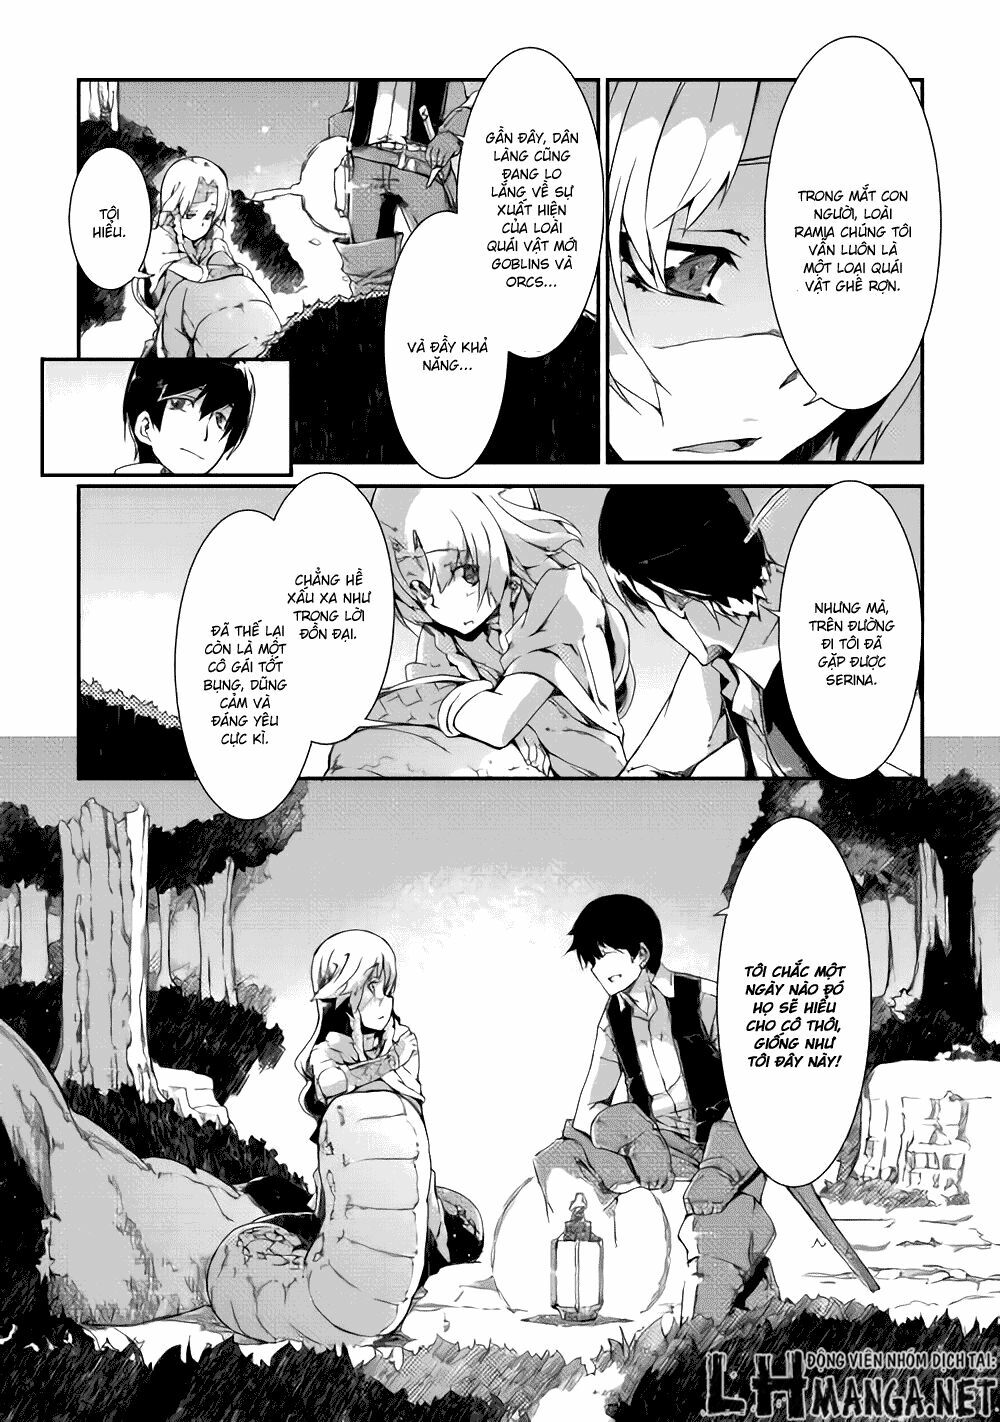 TRONG MẮT CON
NGƯỜI, LOÀI
RAMIA CHÚNG TÔI
VẪN LUÔN LÀ
MỘT LOẠI QUÁI
VẬT GHÊ RỢN.
GẦN ĐÂY, DÂN
LÀNG CŨNG
ĐANG LO
LẮNG VỀ SỰ
XUẤT HIỆN
CỦA LOÀI
QUÁI VẬT MỚI
GOBLINS VÀ
ORCS...
VÀ ĐẦY KHẢ
NĂNG...
TÔI
HIỂU.
NHƯNG MÀ,
TRÊN ĐƯỜNG
ĐI TÔI ĐÃ
GẶP ĐƯỢC
SERINA.
CHẲNG HỀ
XẤU XA NHƯ
TRONG LỜI
ĐỒN ĐẠI.
ĐÃ THẾ LẠI
CÒN LÀ MỘT
CÔ GÁI TỐT
BỤNG, DŨNG
CẢM VÀ
ĐÁNG YÊU
CỰC KÌ.
TÔI CHẮC MỘT
NGÀY NÀO ĐÓ
HỌ SẼ HIỂU
CHO CÔ THÔI,
GIỐNG NHƯ
TÔI ĐÂY NÀY!
ĐỘNG VIÊN NHÓM DỊCH TẠI:
LHMANGA.NET